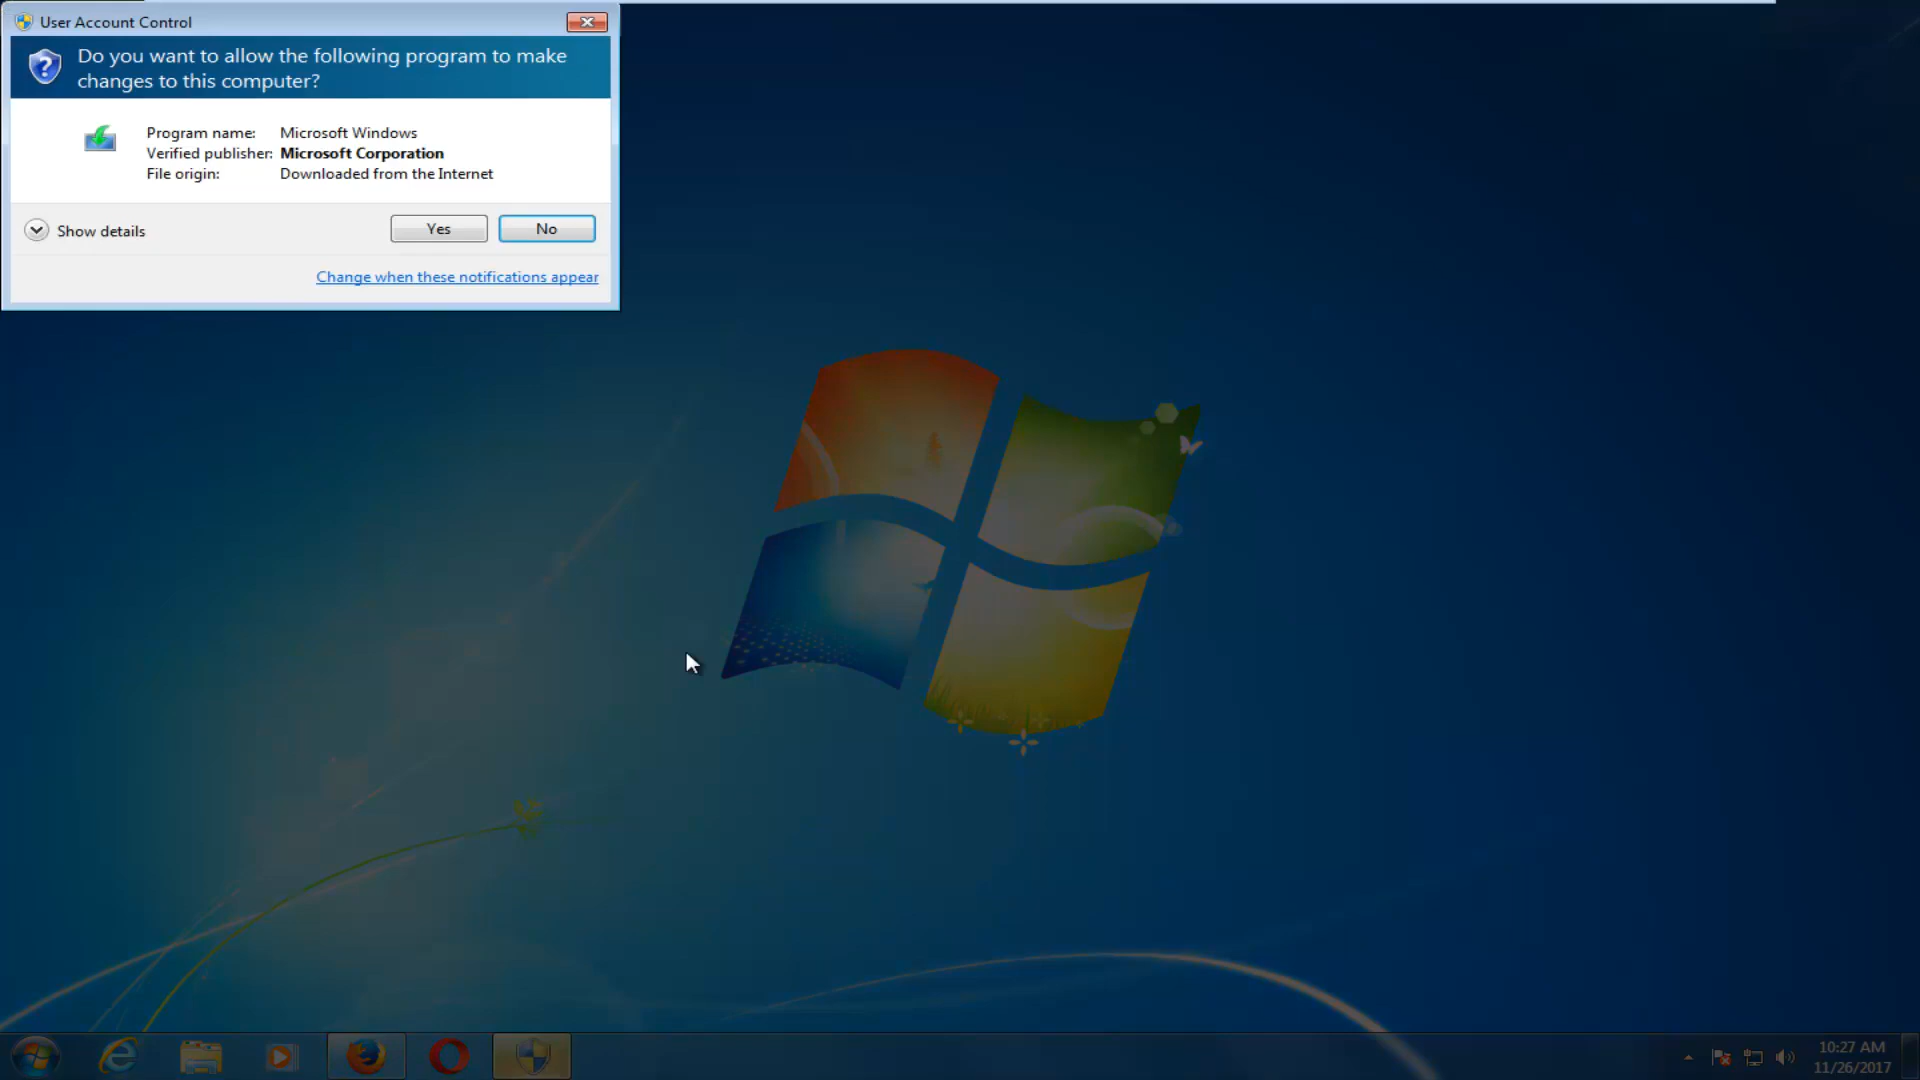 User Account Control
Do you want to allow the following program to make
changes to this computer?
Program name: Microsoft Windows
Verified publisher: Microsoft Corporation
File origin: Downloaded from the Internet
Show details
Yes
No
Change when these notifications appear
10:27 AM
11/26/2017